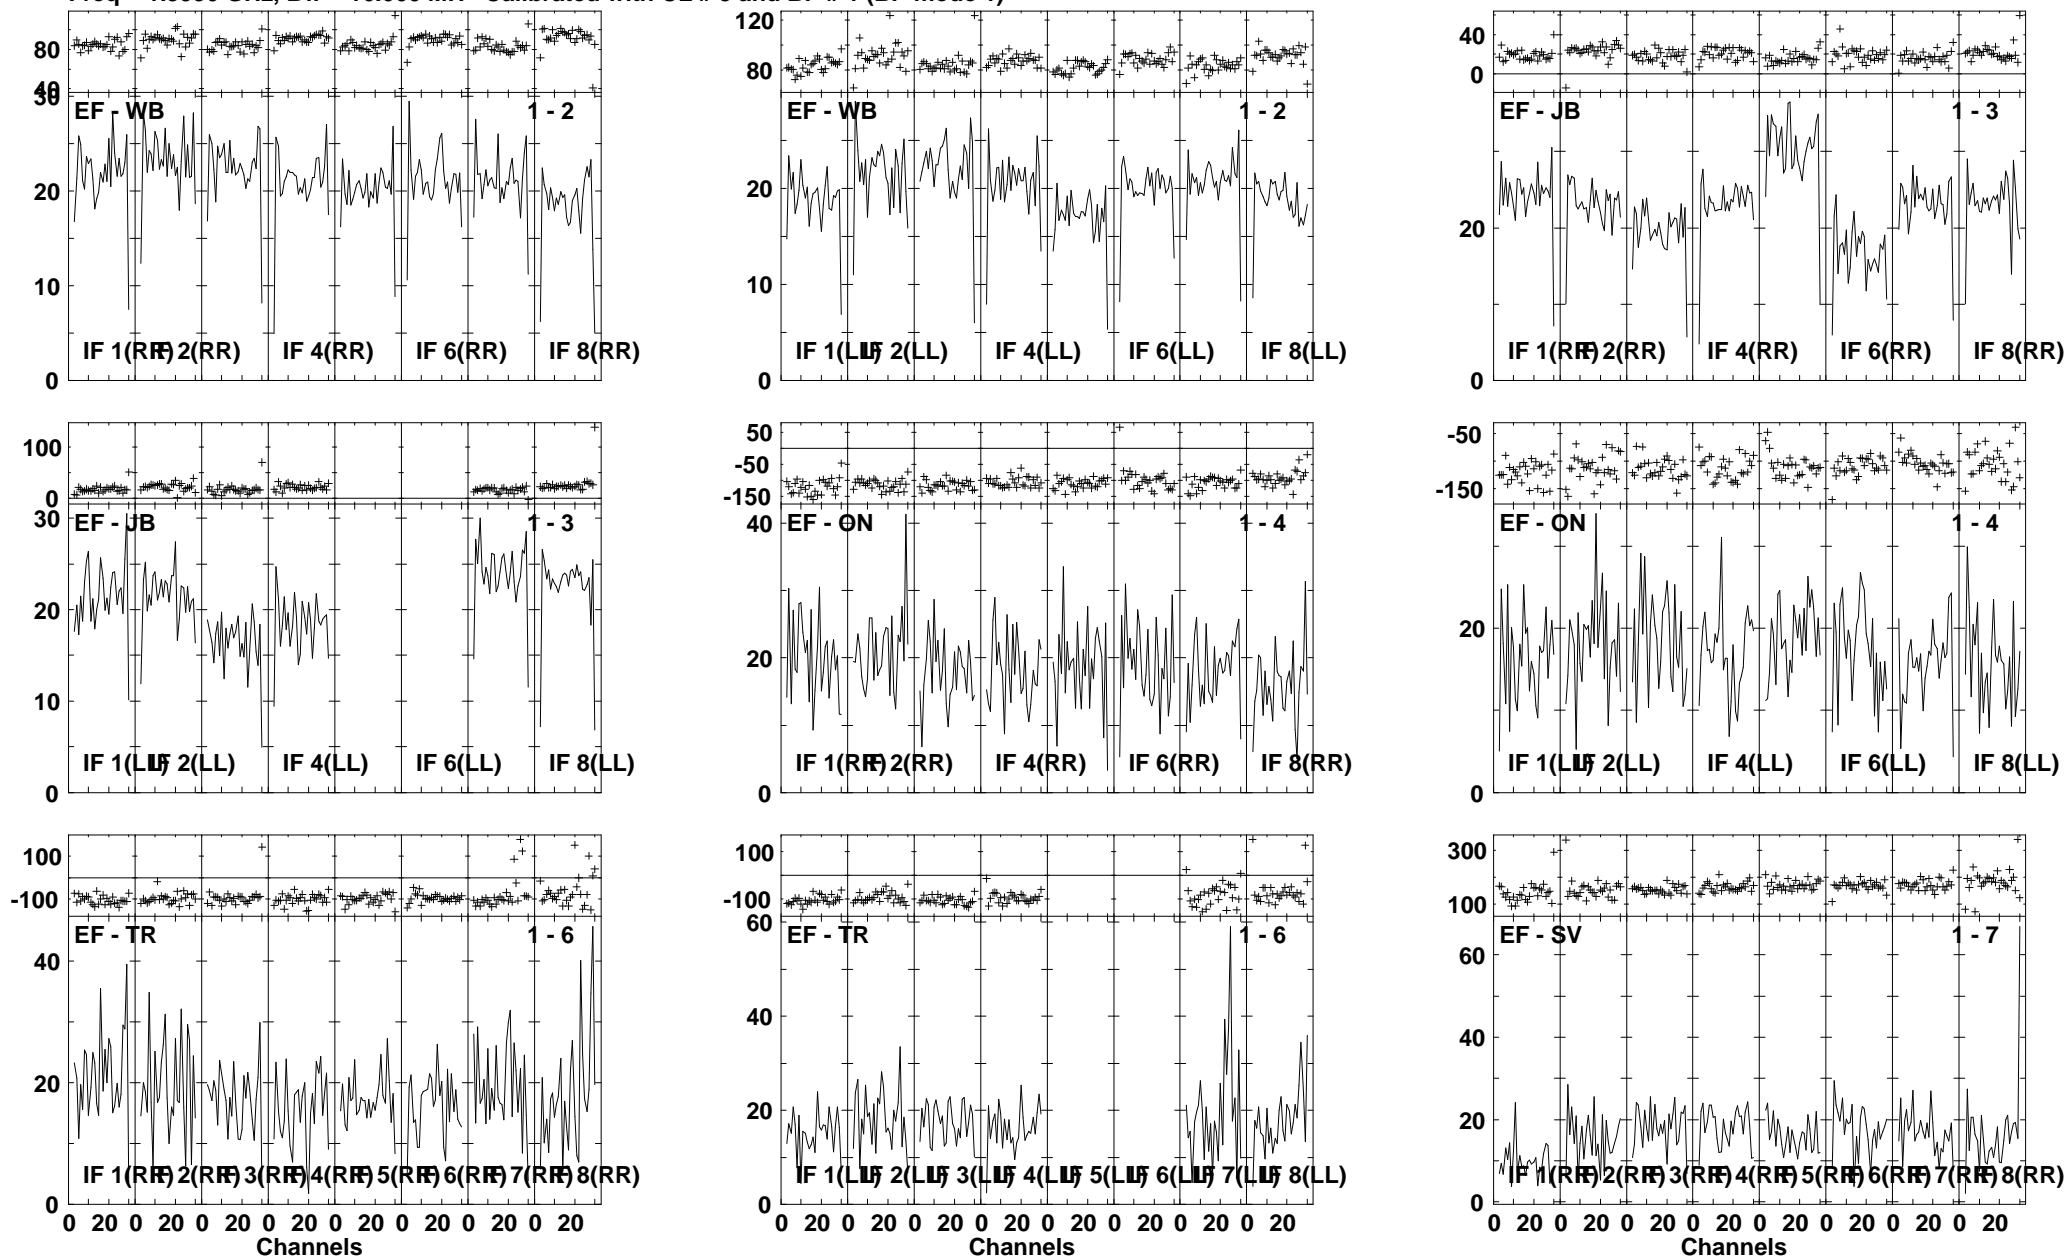 80
40
30
20
10
0
EF - WB
1 - 2
IF 1(RR)
IF 2(RR)
IF 4(RR)
IF 6(RR)
IF 8(RR)
120
80
20
10
0
EF - WB
1 - 2
IF 1(LL)
IF 2(LL)
IF 4(LL)
IF 6(LL)
IF 8(LL)
40
0
20
0
EF - JB
1 - 3
IF 1(RR)
IF 2(RR)
IF 4(RR)
IF 6(RR)
IF 8(RR)
100
0
30
20
10
0
EF - JB
1 - 3
IF 1(LL)
IF 2(LL)
IF 4(LL)
IF 6(LL)
IF 8(LL)
50
-50
-150
40
20
0
EF - ON
1 - 4
IF 1(RR)
IF 2(RR)
IF 4(RR)
IF 6(RR)
IF 8(RR)
-50
-150
20
0
EF - ON
1 - 4
IF 1(LL)
IF 2(LL)
IF 4(LL)
IF 6(LL)
IF 8(LL)
100
-100
40
20
0
EF - TR
1 - 6
IF 1(RR)
IF 2(RR)
IF 3(RR)
IF 4(RR)
IF 5(RR)
IF 6(RR)
IF 7(RR)
IF 8(RR)
0 20 0 20 0 20 0 20 0 20 0 20 0 20 0 20
Channels
100
-100
60
40
20
0
EF - TR
1 - 6
IF 1(LL)
IF 2(LL)
IF 3(LL)
IF 4(LL)
IF 5(LL)
IF 6(LL)
IF 7(LL)
IF 8(LL)
0 20 0 20 0 20 0 20 0 20 0 20 0 20 0 20
Channels
300
100
60
40
20
0
EF - SV
1 - 7
IF 1(RR)
IF 2(RR)
IF 3(RR)
IF 4(RR)
IF 5(RR)
IF 6(RR)
IF 7(RR)
IF 8(RR)
0 20 0 20 0 20 0 20 0 20 0 20 0 20 0 20
Channels